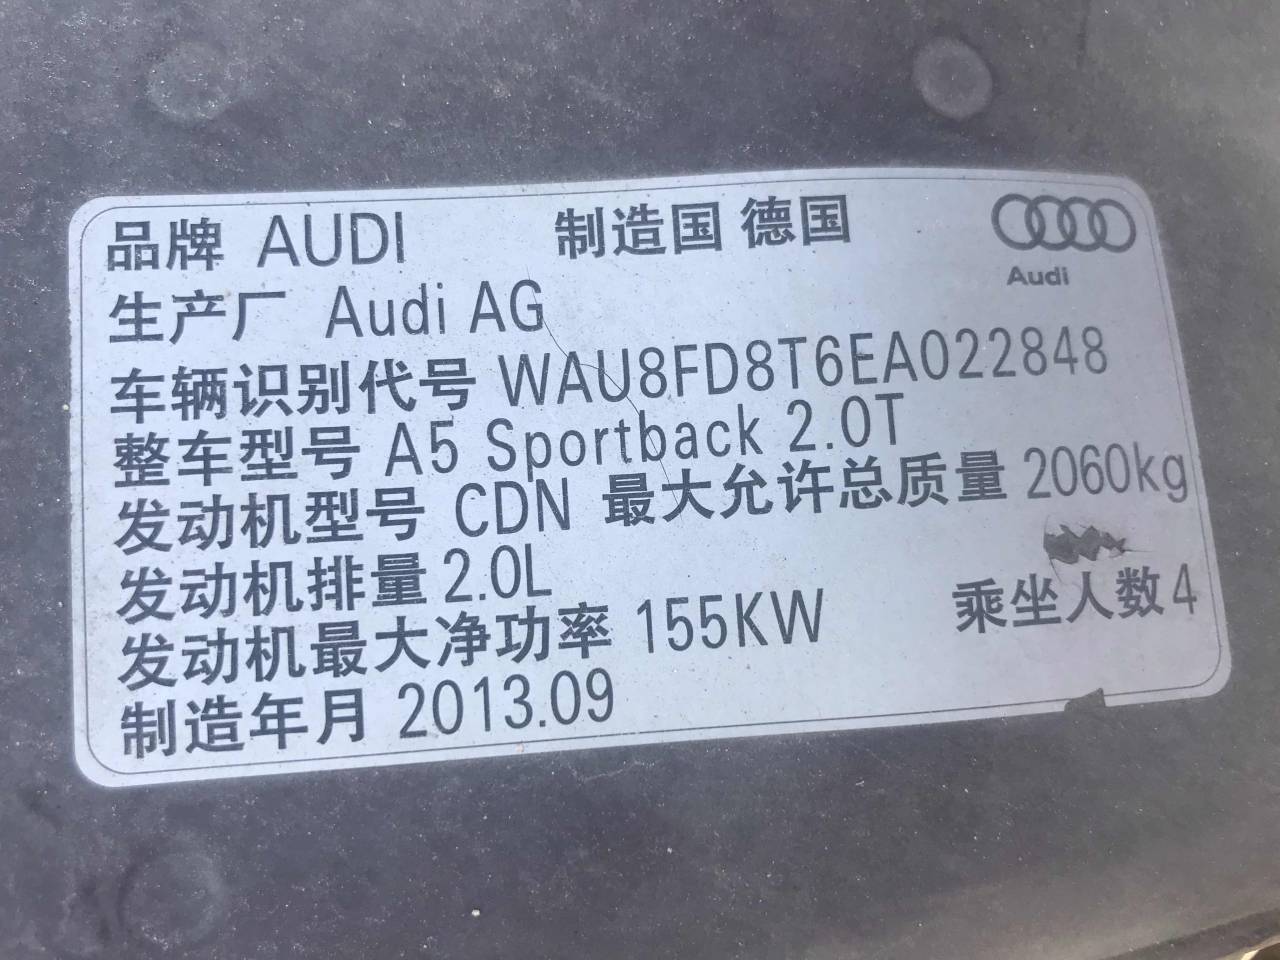 品牌 AUDI 制造国 德国
Audi
生产厂 Audi AG
车辆识别代号 WAU8FD8T6EA022848
整车型号 A5 Sportback 2.0T
发动机型号 CDN 最大允许总质量 2060kg
发动机排量 2.0L
发动机最大净功率 155KW 乘坐人数 4
制造年月 2013.09